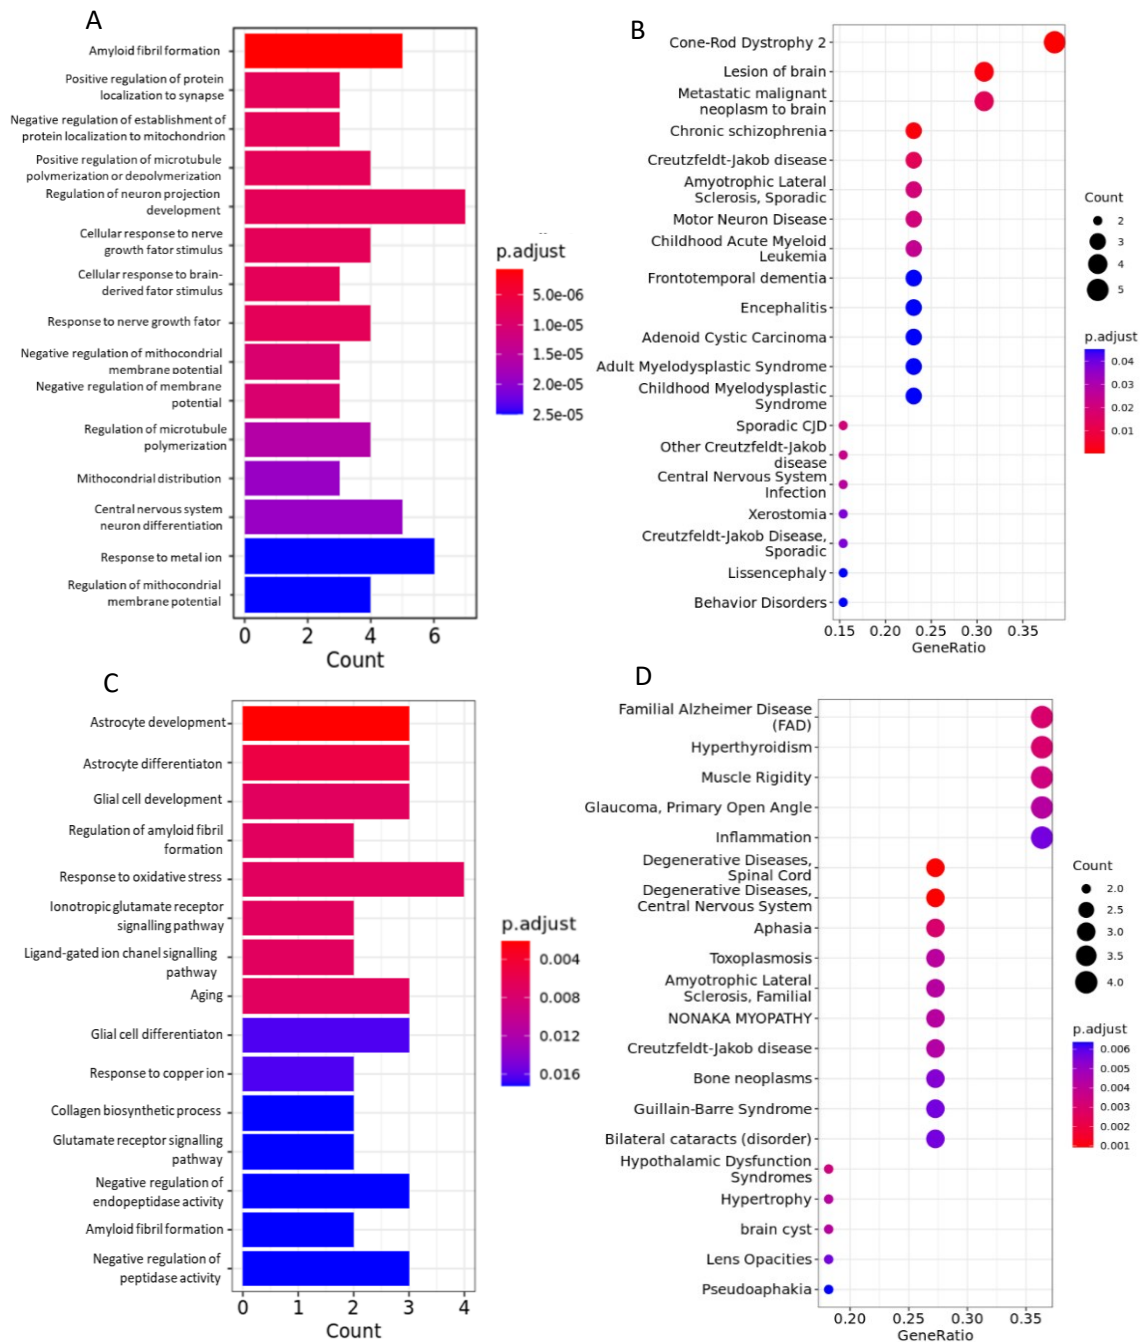 A
Amyloid fibril formation
Positive regulation of protein
localization to synapse
Negative regulation of establishment of
protein localization to mitochondrion
Positive regulation of microtubule
polymerization or depolymerization
Regulation of neuron projection
development
Cellular response to nerve
growth fator stimulus
Cellular response to brain-
derived fator stimulus
Response to nerve growth fator
Negative regulation of mithocondrial
membrane potential
Negative regulation of membrane
potential
Regulation of microtubule
polymerization
Mithocondrial distribution
Central nervous system
neuron differentiation
Response to metal ion
Regulation of mithocondrial
membrane potential
0 2 4 6
Count
p.adjust
5.0e-06
1.0e-05
1.5e-05
2.0e-05
2.5e-05
B
Cone-Rod Dystrophy 2
Lesion of brain
Metastatic malignant
neoplasm to brain
Chronic schizophrenia
Creutzfeldt-Jakob disease
Amyotrophic Lateral
Sclerosis, Sporadic
Motor Neuron Disease
Childhood Acute Myeloid
Leukemia
Frontotemporal dementia
Encephalitis
Adenoid Cystic Carcinoma
Adult Myelodysplastic Syndrome
Childhood Myelodysplastic
Syndrome
Sporadic CJD
Other Creutzfeldt-Jakob
disease
Central Nervous System
Infection
Xerostomia
Creutzfeldt-Jakob Disease,
Sporadic
Lissencephaly
Behavior Disorders
0.15 0.20 0.25 0.30 0.35
GeneRatio
Count
2
3
4
5
p.adjust
0.04
0.03
0.02
0.01
C
Astrocyte development
Astrocyte differentiaton
Glial cell development
Regulation of amyloid fibril
formation
Response to oxidative stress
Ionotropic glutamate receptor
signalling pathway
Ligand-gated ion chanel signalling
pathway
Aging
Glial cell differentiaton
Response to copper ion
Collagen biosynthetic process
Glutamate receptor signalling
pathway
Negative regulation of
endopeptidase activity
Amyloid fibril formation
Negative regulation of
peptidase activity
0 1 2 3 4
Count
p.adjust
0.004
0.008
0.012
0.016
D
Familial Alzheimer Disease
(FAD)
Hyperthyroidism
Muscle Rigidity
Glaucoma, Primary Open Angle
Inflammation
Degenerative Diseases,
Spinal Cord
Degenerative Diseases,
Central Nervous System
Aphasia
Toxoplasmosis
Amyotrophic Lateral
Sclerosis, Familial
NONAKA MYOPATHY
Creutzfeldt-Jakob disease
Bone neoplasms
Guillain-Barre Syndrome
Bilateral cataracts (disorder)
Hypothalamic Dysfunction
Syndromes
Hypertrophy
brain cyst
Lens Opacities
Pseudoaphakia
0.20 0.25 0.30 0.35
GeneRatio
Count
2.0
2.5
3.0
3.5
4.0
p.adjust
0.006
0.005
0.004
0.003
0.002
0.001